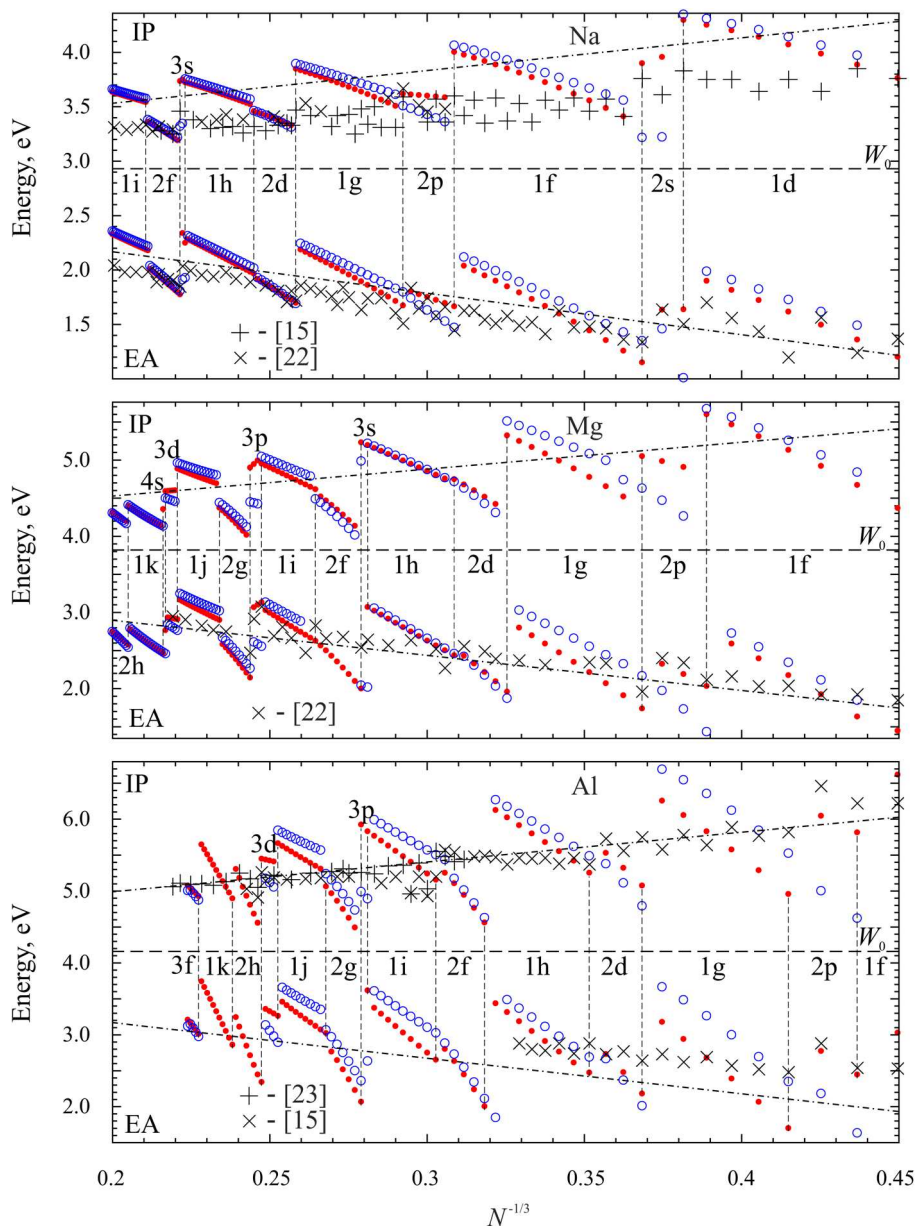 IP
Na
3s
4.0
3.5
3.0
2.5
2.0
1.5
Energy, eV
W₀
1i 2f 1h 2d 1g 2p 1f 2s 1d
+ - [15]
× - [22]
EA
IP
Mg
3d 3p 3s
4s
5.0
4.0
3.0
2.0
Energy, eV
W₀
1k 1j 2g 1i 2f 1h 2d 1g 2p 1f
2h
× - [22]
EA
IP
Al
3p
3d
6.0
5.0
4.0
3.0
2.0
Energy, eV
W₀
3f 1k 2h 1j 2g 1i 2f 1h 2d 1g 2p 1f
+ - [23]
× - [15]
EA
0.2 0.25 0.3 0.35 0.4 0.45
N⁻¹/³